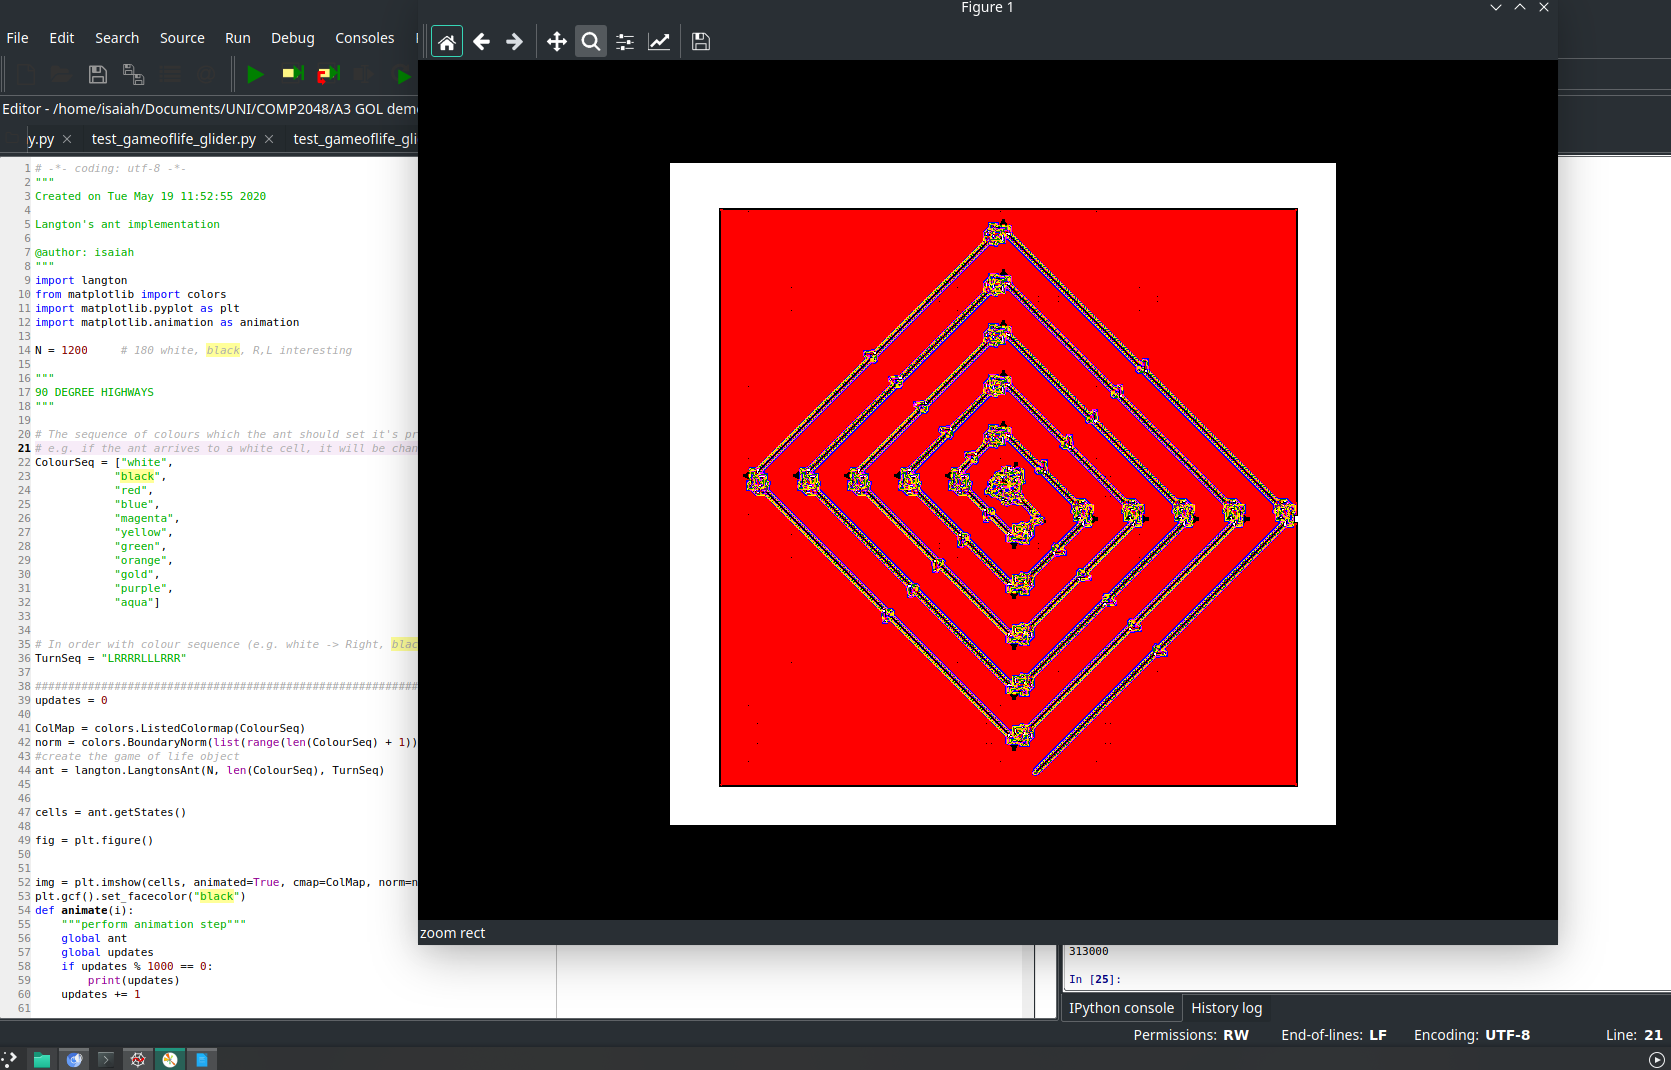 Figure 1
File Edit Search Source Run Debug Consoles
Editor - /home/isaiah/Documents/UNI/COMP2048/A3 GOL dem
y.py test_gameoflife_glider.py test_gameoflife_gli
1 # -*- coding: utf-8 -*-
2 """
3 Created on Tue May 19 11:52:55 2020
4
5 Langton's ant implementation
6
7 @author: isaiah
8 """
9 import langton
10 from matplotlib import colors
11 import matplotlib.pyplot as plt
12 import matplotlib.animation as animation
13
14 N = 1200     # 180 white, black, R,L interesting
15
16 """
17 90 DEGREE HIGHWAYS
18 """
19
20 # The sequence of colours which the ant should set it's pr
21 # e.g. if the ant arrives to a white cell, it will be chan
22 ColourSeq = ["white",
23             "black",
24             "red",
25             "blue",
26             "magenta",
27             "yellow",
28             "green",
29             "orange",
30             "gold",
31             "purple",
32             "aqua"]
33
34
35 # In order with colour sequence (e.g. white -> Right, blac
36 TurnSeq = "LRRRRLLLRRR"
37
38 ##########################################################
39 updates = 0
40
41 ColMap = colors.ListedColormap(ColourSeq)
42 norm = colors.BoundaryNorm(list(range(len(ColourSeq) + 1))
43 #create the game of life object
44 ant = langton.LangtonsAnt(N, len(ColourSeq), TurnSeq)
45
46
47 cells = ant.getStates()
48
49 fig = plt.figure()
50
51
52 img = plt.imshow(cells, animated=True, cmap=ColMap, norm=n
53 plt.gcf().set_facecolor("black")
54 def animate(i):
55     """perform animation step"""
56     global ant
57     global updates
58     if updates % 1000 == 0:
59         print(updates)
60     updates += 1
61
zoom rect
313000
In [25]:
IPython console History log
Permissions: RW End-of-lines: LF Encoding: UTF-8 Line: 21